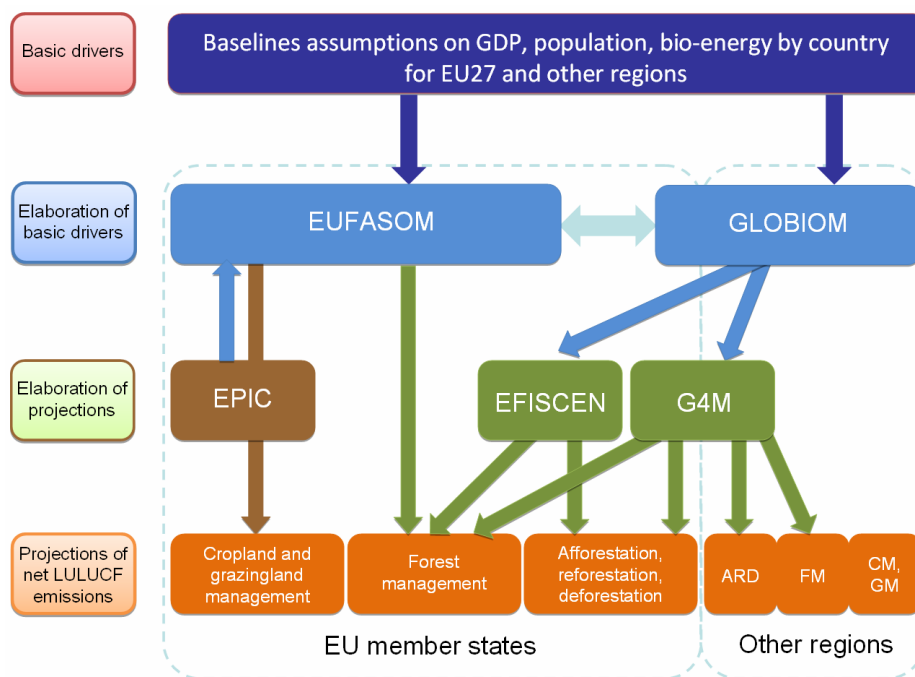 Basic drivers
Baselines assumptions on GDP, population, bio-energy by country
for EU27 and other regions
Elaboration of
basic drivers
EUFASOM
GLOBIOM
Elaboration of
projections
EPIC
EFISCEN
G4M
Projections of
net LULUCF
emissions
Cropland and
grazingland
management
Forest
management
Afforestation,
reforestation,
deforestation
ARD
FM
CM,
GM
EU member states
Other regions